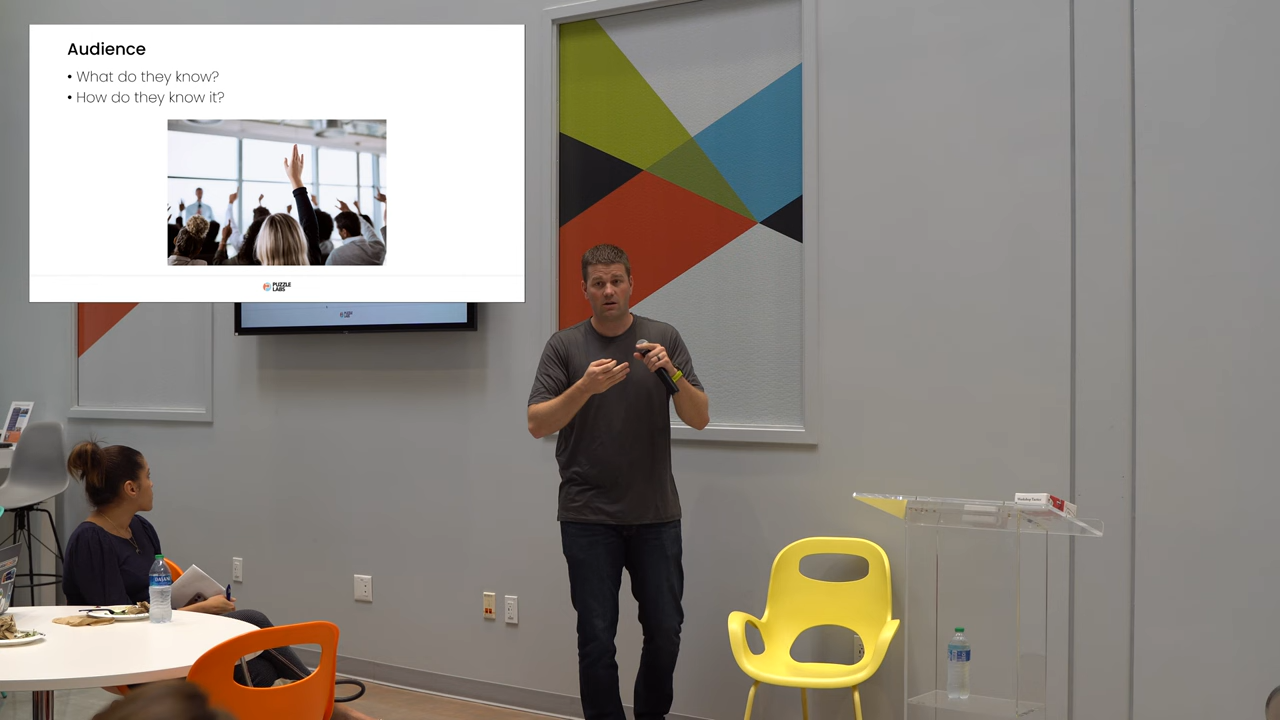 Audience
• What do they know?
• How do they know it?
PUZZLE
LABS